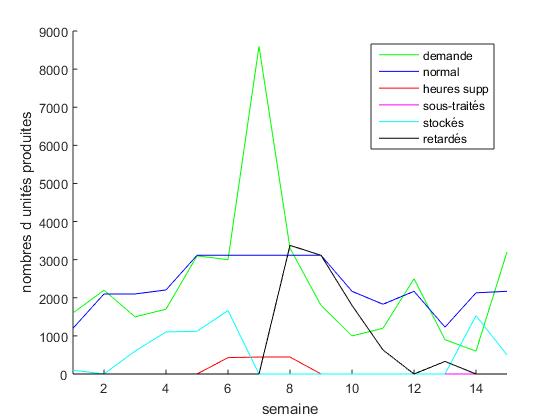 9000
8000
7000
6000
5000
4000
3000
2000
1000
0
nombres d unités produites
demande
normal
heures supp
sous-traités
stockés
retardés
2 4 6 8 10 12 14
semaine